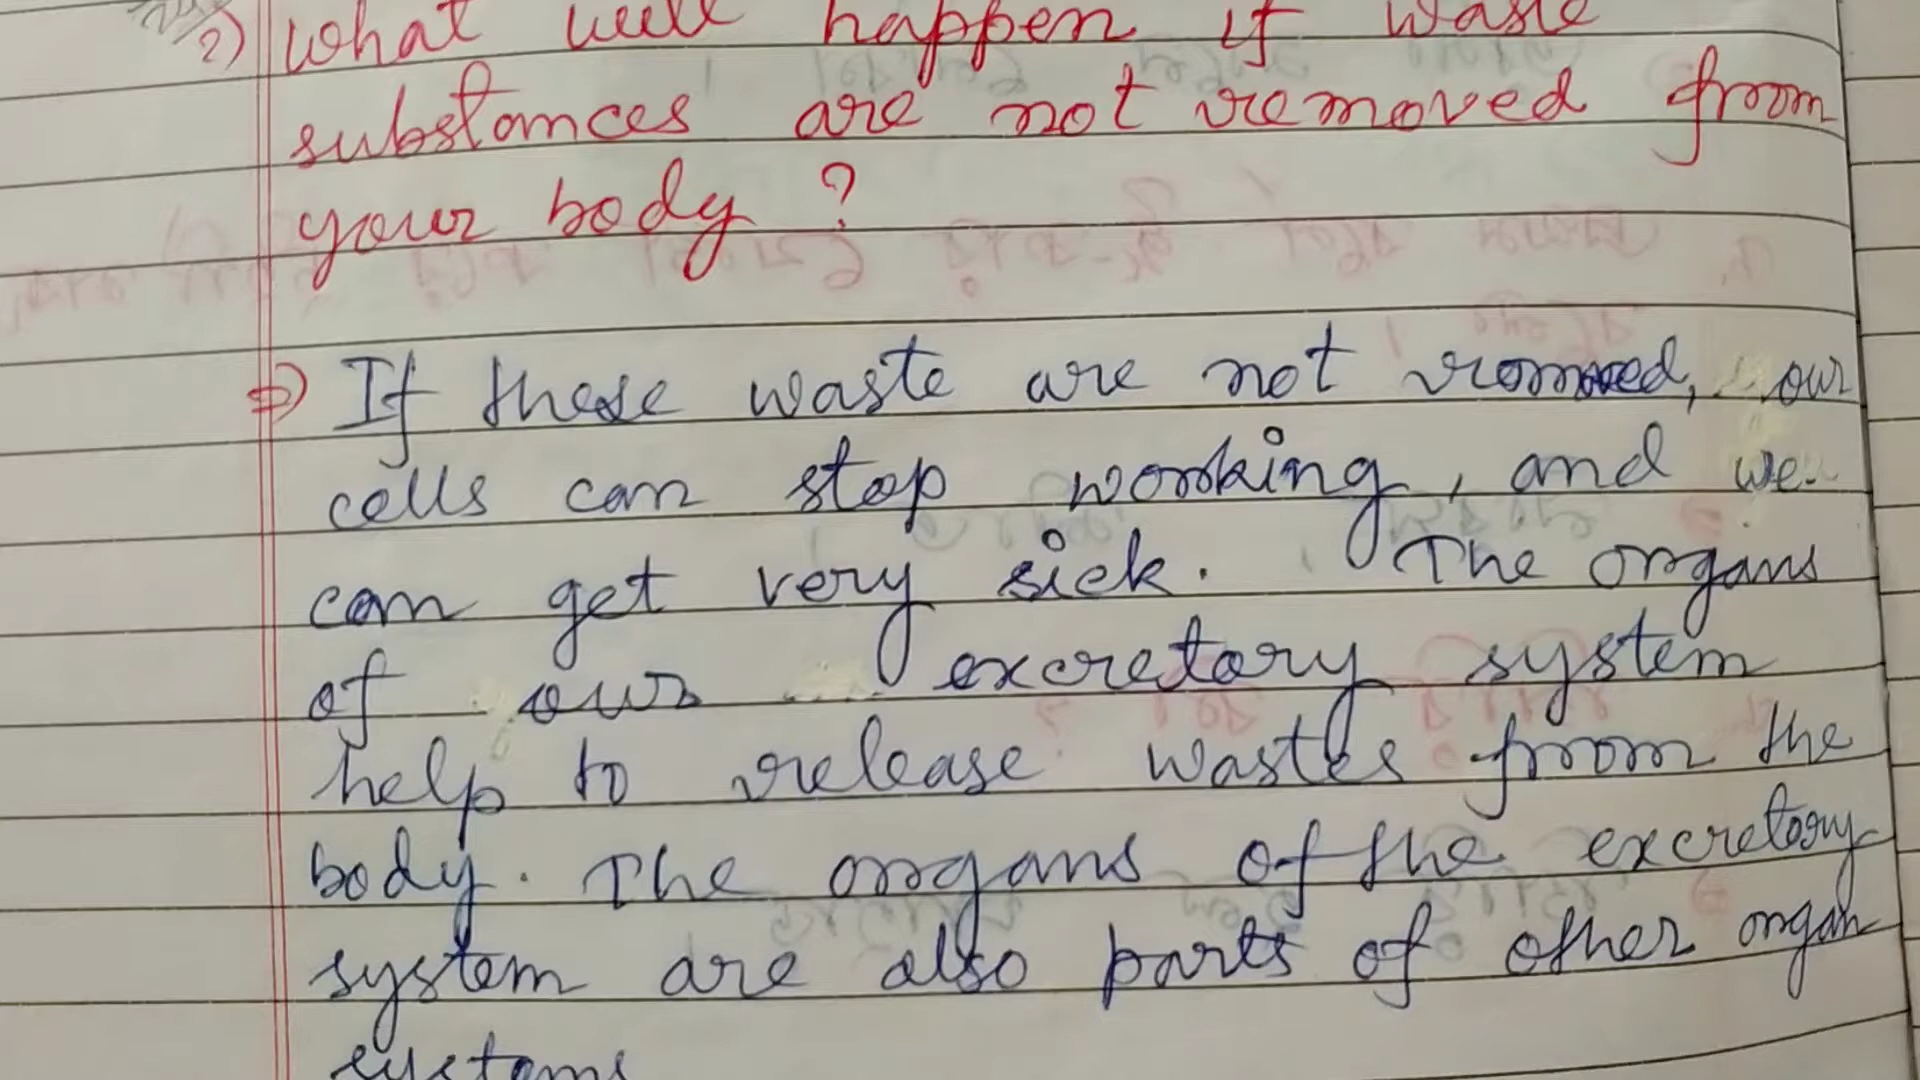 2) What will happen if waste
substances are not removed from
your body ?
⇒) If these waste are not removed, our
cells can stop working, and we
can get very sick. The organs
of our excretory system
help to release wastes from the
body. The organs of the excretory
system are also parts of other organ
systems